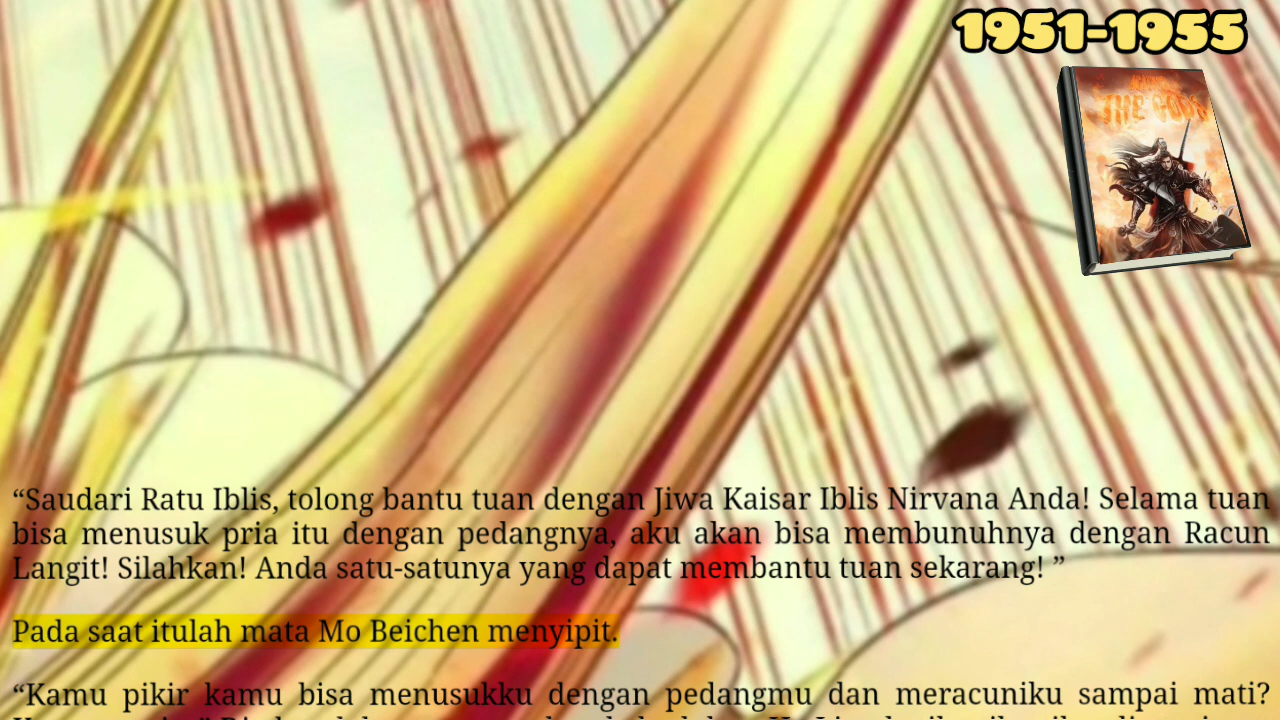 1951-1955
THE GODS
“Saudari Ratu Iblis, tolong bantu tuan dengan Jiwa Kaisar Iblis Nirvana Anda! Selama tuan
bisa menusuk pria itu dengan pedangnya, aku akan bisa membunuhnya dengan Racun
Langit! Silahkan! Anda satu-satunya yang dapat membantu tuan sekarang! ”
Pada saat itulah mata Mo Beichen menyipit.
“Kamu pikir kamu bisa menusukku dengan pedangmu dan meracuniku sampai mati?